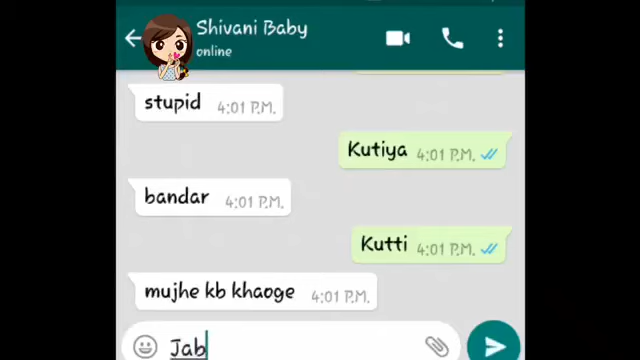 Shivani Baby
online
stupid 4:01 P.M.
Kutiya 4:01 P.M.
bandar 4:01 P.M.
Kutti 4:01 P.M.
mujhe kb khaoge 4:01 P.M.
Jab